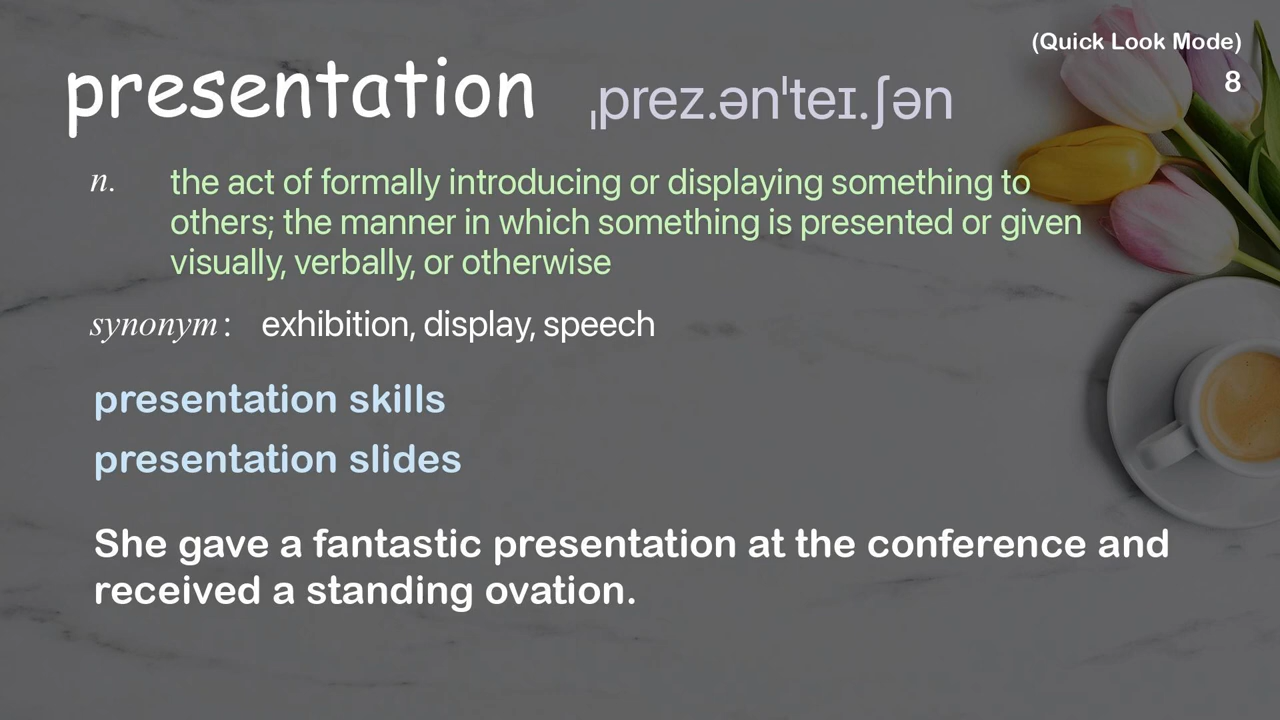 (Quick Look Mode)
8
presentation ˌprez.ənˈteɪ.ʃən
n. the act of formally introducing or displaying something to
others; the manner in which something is presented or given
visually, verbally, or otherwise
synonym: exhibition, display, speech
presentation skills
presentation slides
She gave a fantastic presentation at the conference and
received a standing ovation.